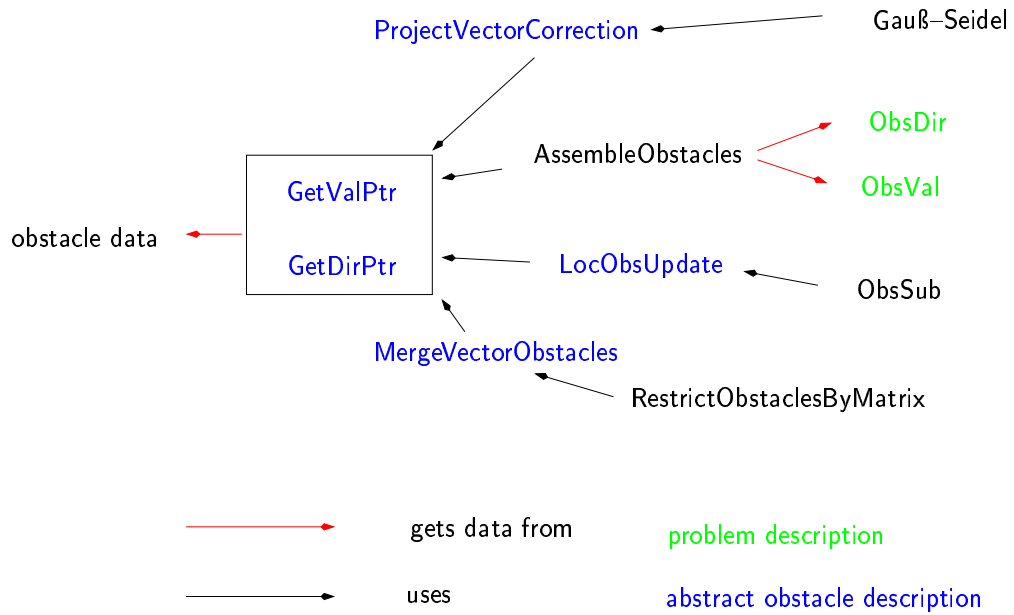 ProjectVectorCorrection
Gauß–Seidel
ObsDir
AssembleObstacles
ObsVal
GetValPtr
obstacle data
GetDirPtr
LocObsUpdate
ObsSub
MergeVectorObstacles
RestrictObstaclesByMatrix
gets data from
problem description
uses
abstract obstacle description